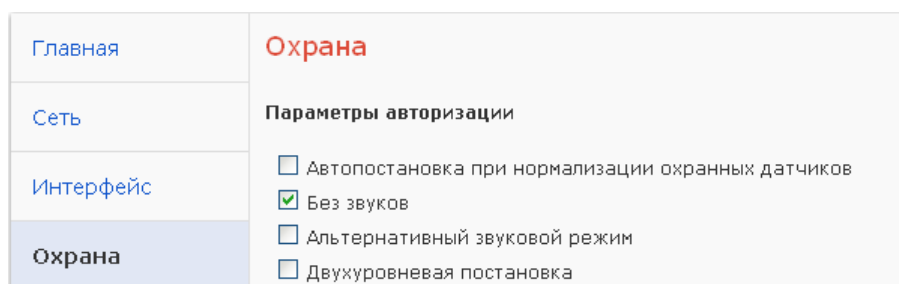 Главная
Сеть
Интерфейс
Охрана
Охрана
Параметры авторизации
Автопостановка при нормализации охранных датчиков
Без звуков
Альтернативный звуковой режим
Двухуровневая постановка